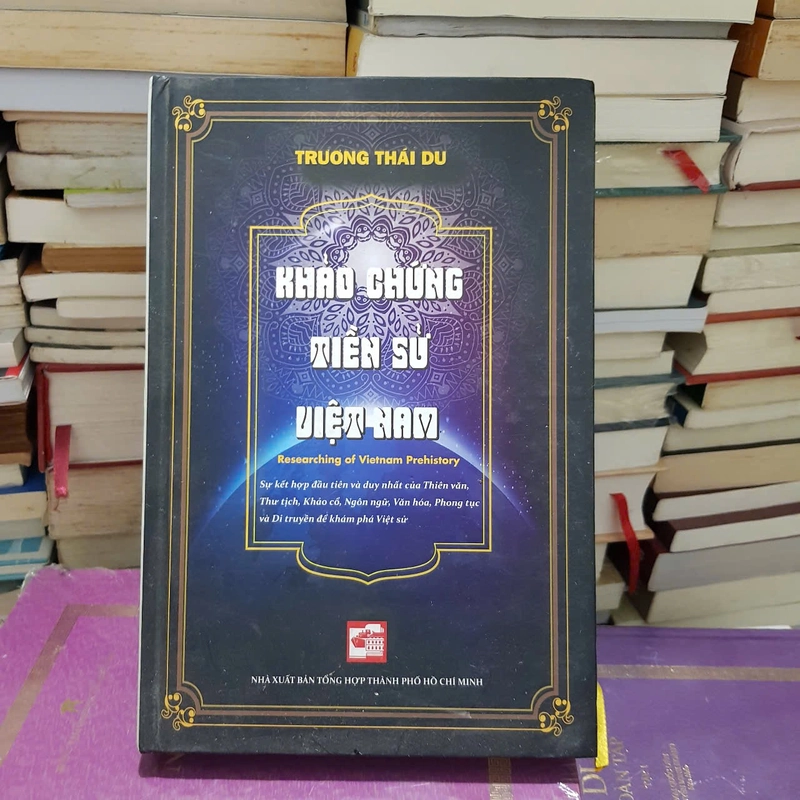 TRƯƠNG THÁI DU
KHẢO CHỨNG
TIỀN SỬ
VIỆT NAM
Researching of Vietnam Prehistory
Sự kết hợp đầu tiên và duy nhất của Thiên văn,
Thư tịch, Khảo cổ, Ngôn ngữ, Văn hóa, Phong tục
và Di truyền để khám phá Việt sử
NHÀ XUẤT BẢN TỔNG HỢP THÀNH PHỐ HỒ CHÍ MINH